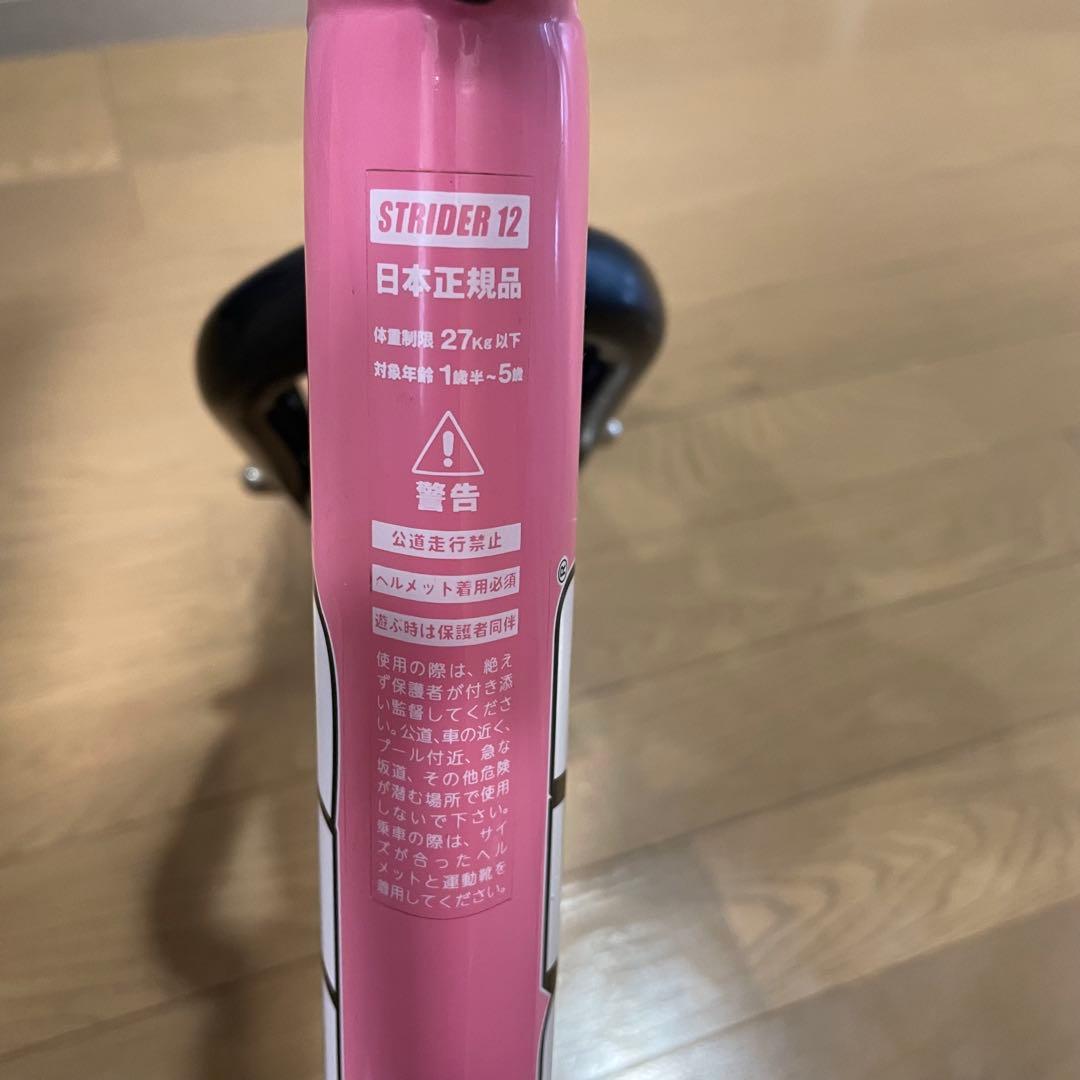 STRIDER 12
日本正規品
体重制限 27Kg以下
対象年齢 1歳半~5歳
警告
公道走行禁止
ヘルメット着用必須
®
遊ぶ時は保護者同伴
使用の際は、絶え
ず保護者が付き添
い監督してくださ
い。公道、車の近く、
プール付近、急な
坂道、その他危険
が潜む場所で使用
しないで下さい。
乗車の際は、サイ
ズが合ったヘル
メットと運動靴を
着用してください。